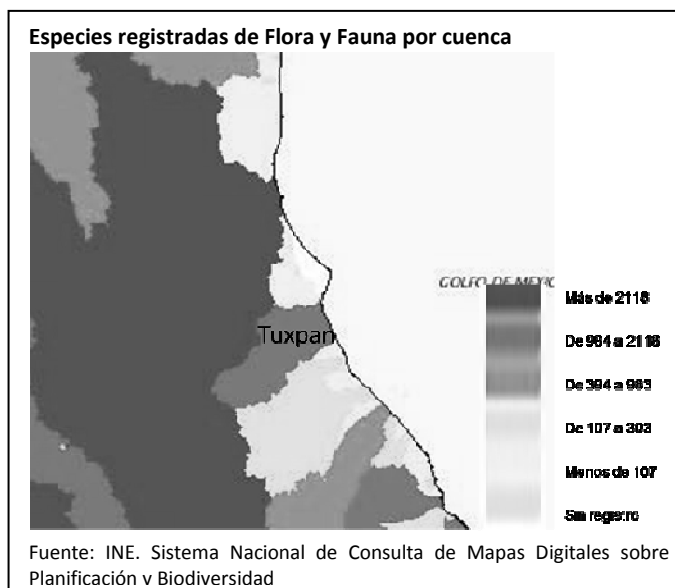 Especies registradas de Flora y Fauna por cuenca
GOLFO DE MEXIC
Más de 2118
Tuxpan
De 984 a 2118
De 394 a 983
De 107 a 393
Menos de 107
Sin registro
Fuente: INE. Sistema Nacional de Consulta de Mapas Digitales sobre
Planificación y Biodiversidad